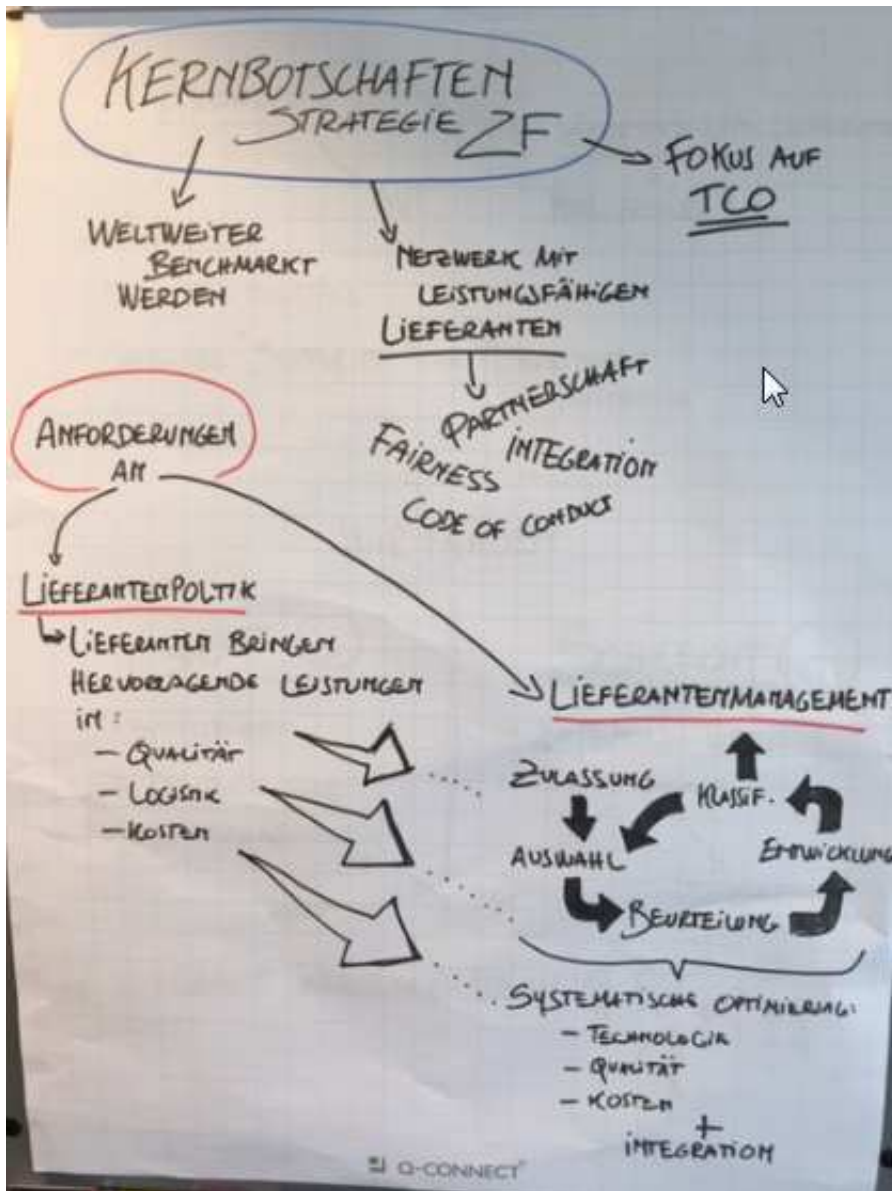 KERNBOTSCHAFTEN
STRATEGIE ZF
FOKUS AUF
TCO
WELTWEITER
BENCHMARKT
WERDEN
NETZWERK MIT
LEISTUNGSFÄHIGEN
LIEFERANTEN
PARTNERSCHAFT
FAIRNESS
INTEGRATION
CODE OF CONDUCT
ANFORDERUNGEN
AN
LIEFERANTENPOLTIK
LIEFERANTEN BRINGEN
HERVORRAGENDE LEISTUNGEN
IN:
- QUALITÄT
- LOGISTIK
- KOSTEN
LIEFERANTENMANAGEMENT
ZULASSUNG
KLASSIF.
AUSWAHL
ENTWICKLUNG
BEURTEILUNG
SYSTEMATISCHE OPTIMIERUNG:
- TECHNOLOGIE
- QUALITÄT
- KOSTEN
+
INTEGRATION
Q-CONNECT